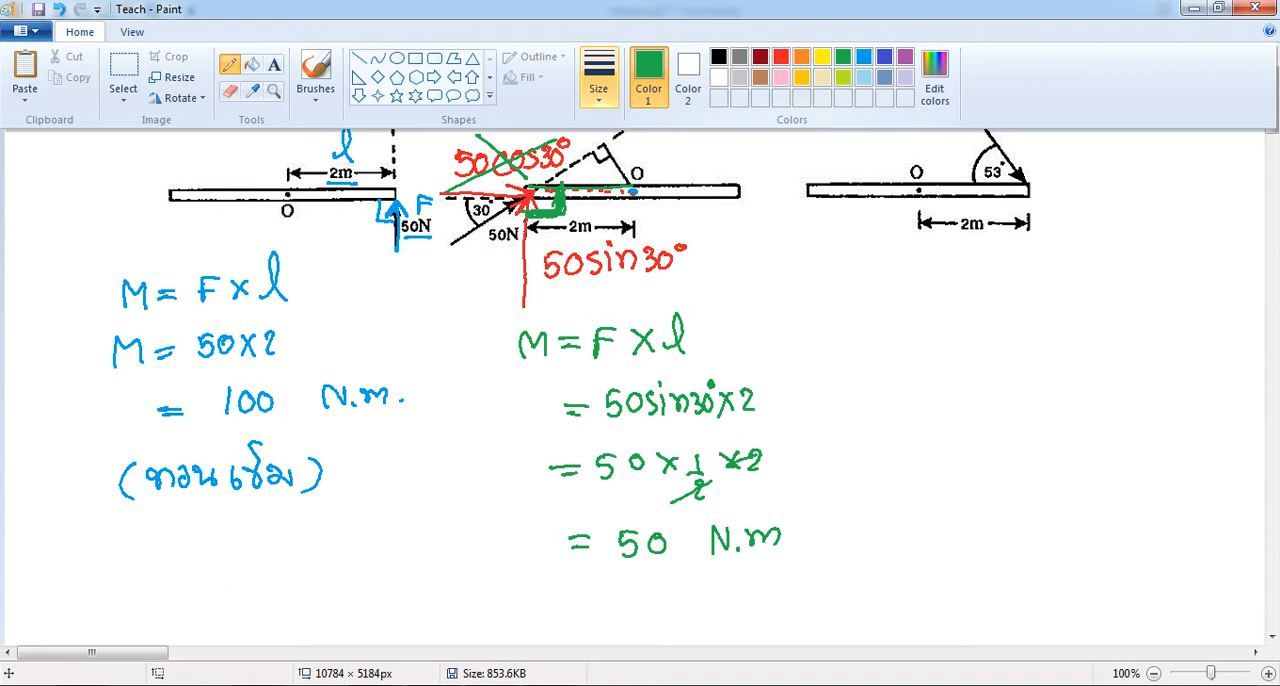 Teach - Paint
Home
View
Paste
Cut
Copy
Clipboard
Select
Crop
Resize
Rotate
Image
Tools
Brushes
Shapes
Outline
Fill
Size
Color 1
Color 2
Edit colors
Colors
l
2m
O
F
50N
50cos30°
O
30°
50N
2m
50sin30°
O
53°
2m
M = F × l
M = 50×2
= 100 N.m.
(ทวนเข็ม)
M = F × l
= 50sin30°×2
= 50 × 1/2 ×2
= 50 N.m
10784 × 5184px
Size: 853.6KB
100%